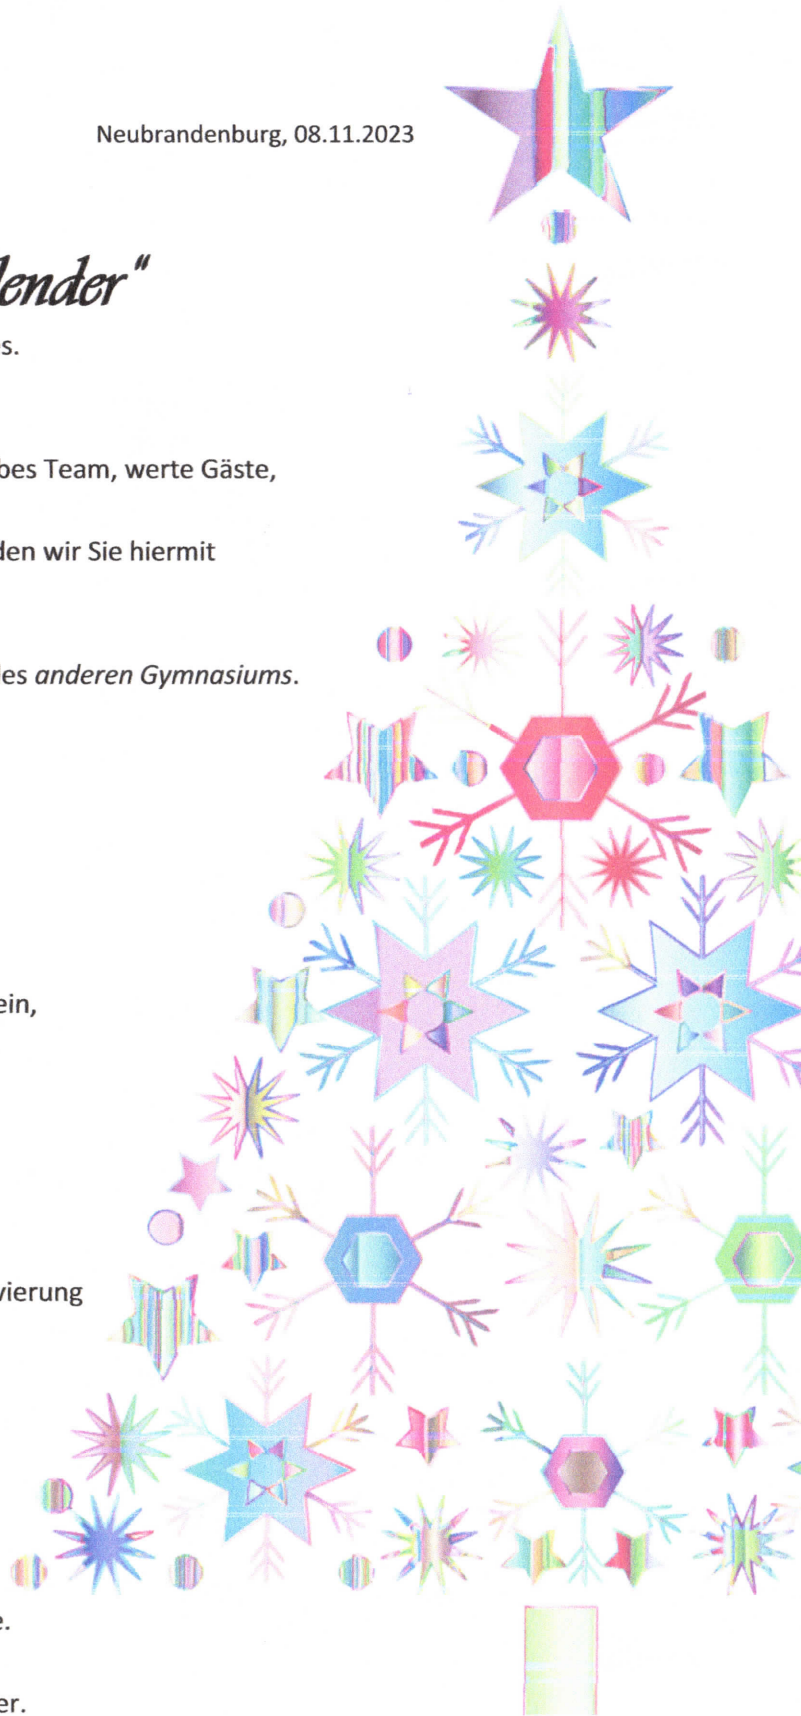 Neubrandenburg, 08.11.2023
lender"
s.
bes Team, werte Gäste,
den wir Sie hiermit
des anderen Gymnasiums.
ein,
vierung
e.
er.